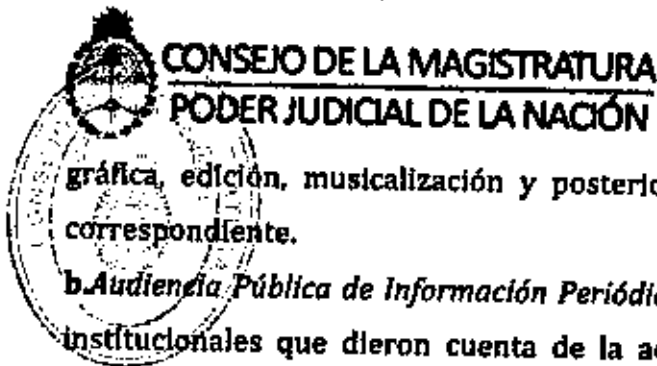 CONSEJO DE LA MAGISTRATURA
PODER JUDICIAL DE LA NACIÓN
gráfica, edición, musicalización y posterio
correspondiente.
b.Audiencia Pública de Información Periódic
institucionales que dieron cuenta de la a